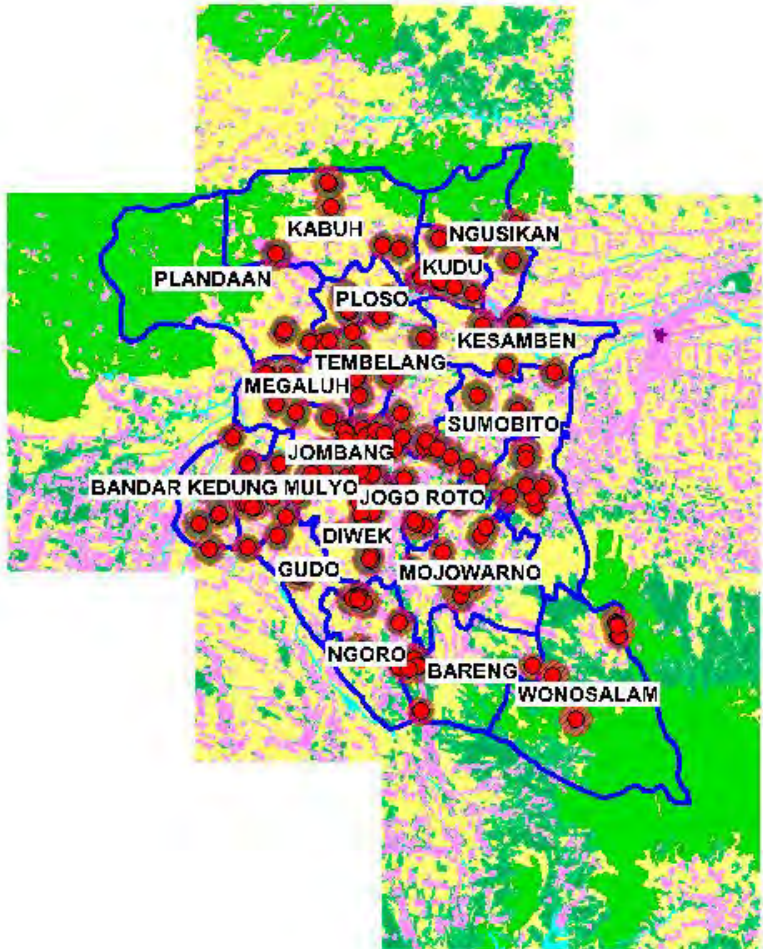 KABUH
NGUSIKAN
PLANDAAN
KUDU
PLOSO
KESAMBEN
TEMBELANG
MEGALUH
SUMOBITO
JOMBANG
BANDAR KEDUNG MULYO
JOGO ROTO
DIWEK
GUDO
MOJOWARNO
NGORO
BARENG
WONOSALAM